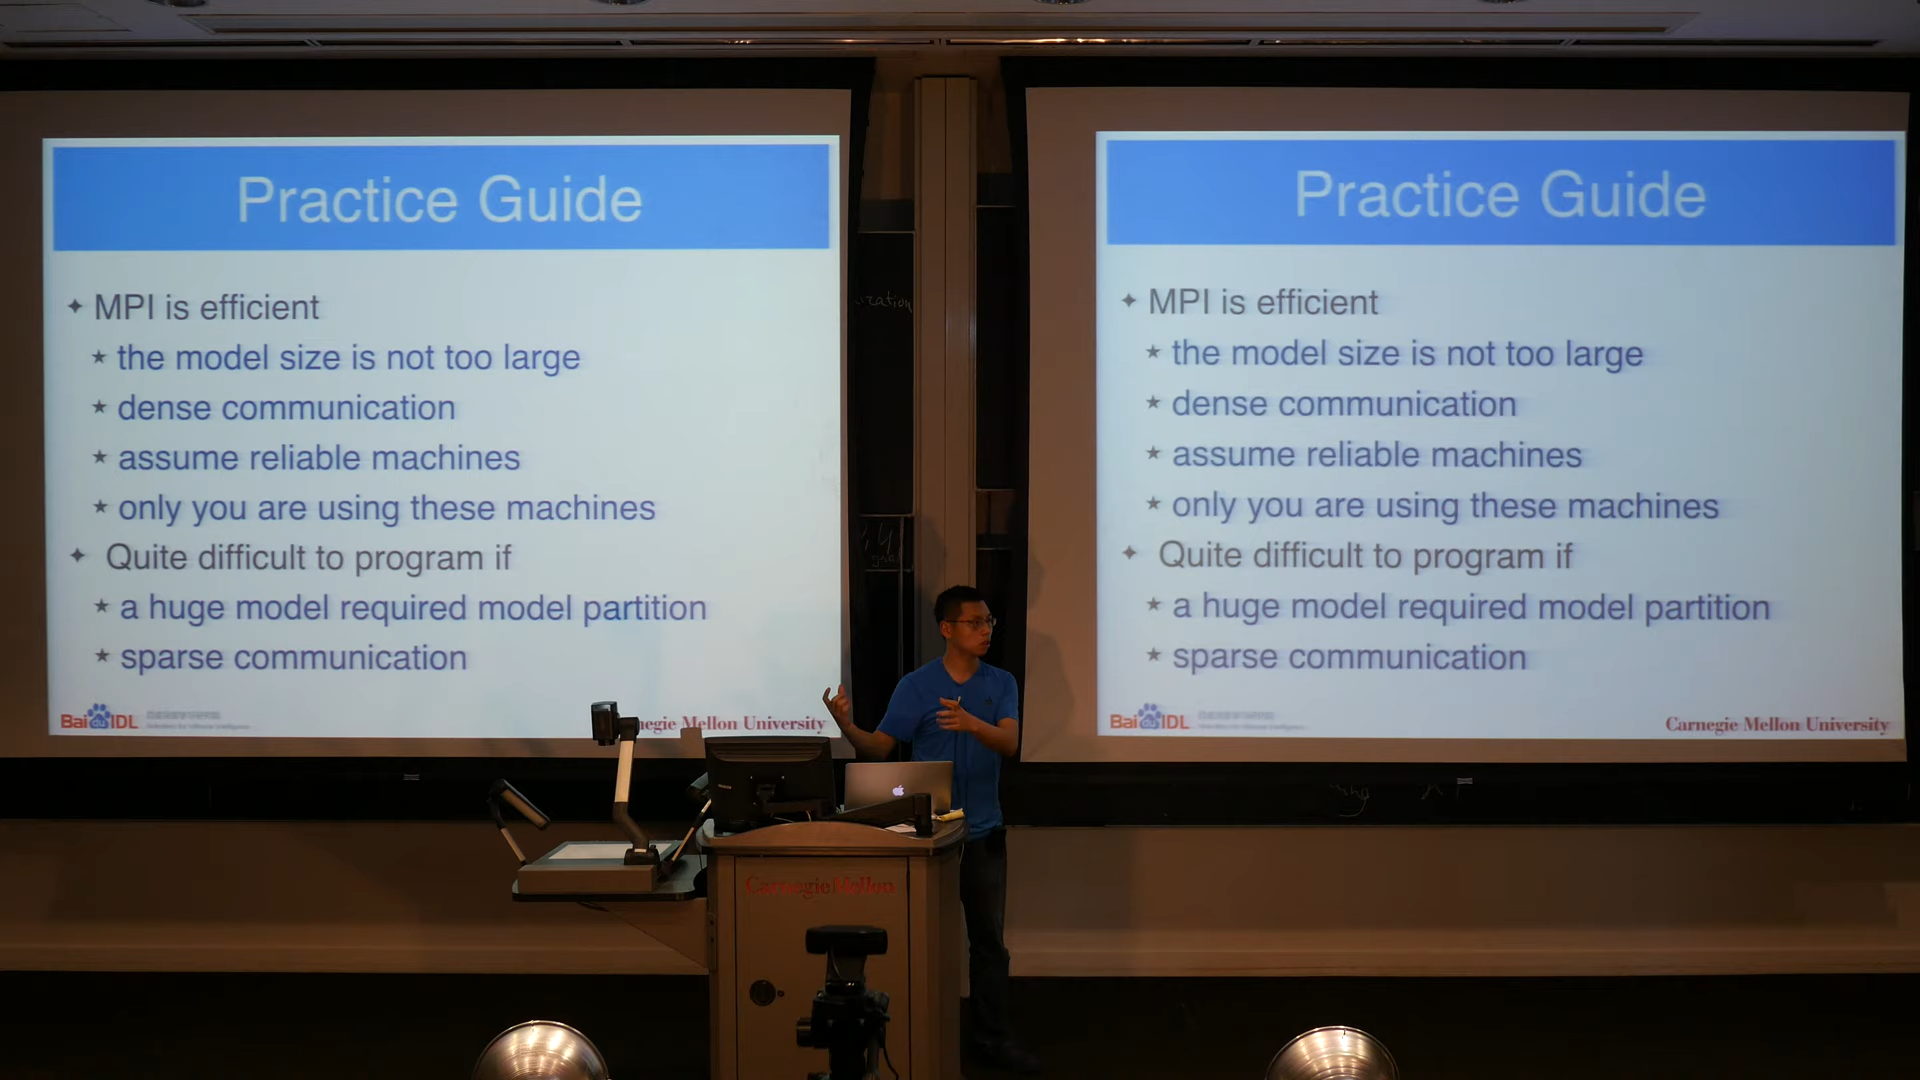 Practice Guide
✦ MPI is efficient
★ the model size is not too large
★ dense communication
★ assume reliable machines
★ only you are using these machines
✦ Quite difficult to program if
★ a huge model required model partition
★ sparse communication
Bai du IDL
negie Mellon University
Practice Guide
✦ MPI is efficient
★ the model size is not too large
★ dense communication
★ assume reliable machines
★ only you are using these machines
✦ Quite difficult to program if
★ a huge model required model partition
★ sparse communication
Bai du IDL
Carnegie Mellon University
Carnegie Mellon